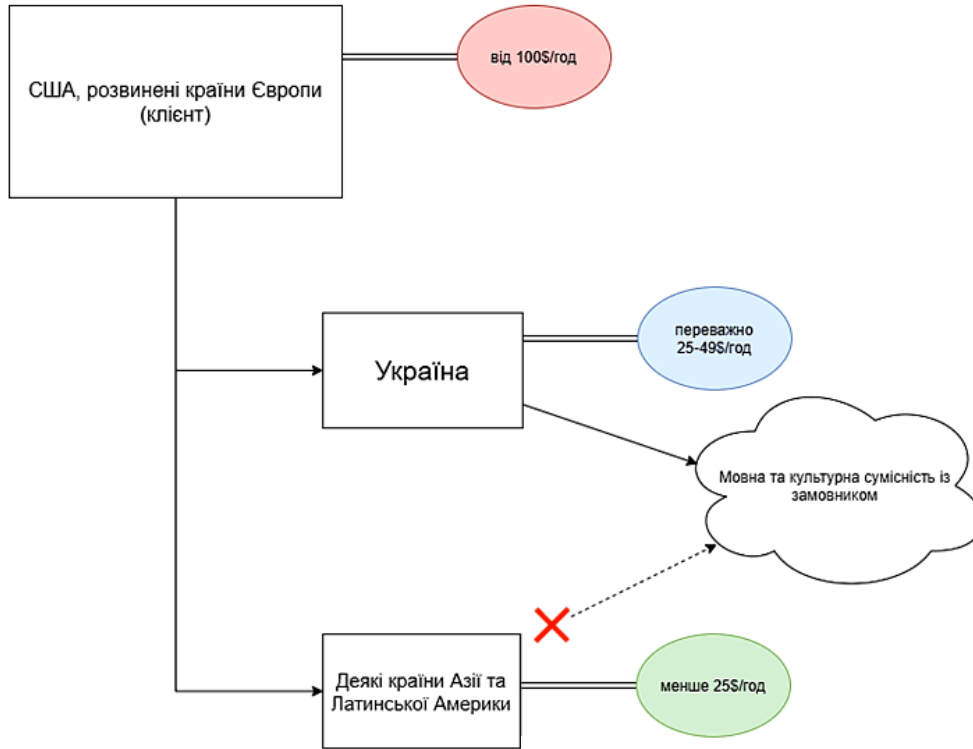 США, розвинені країни Європи
(клієнт)
від 100$/год
Україна
переважно
25-49$/год
Мовна та культурна сумісність із
замовником
Деякі країни Азії та
Латинської Америки
менше 25$/год